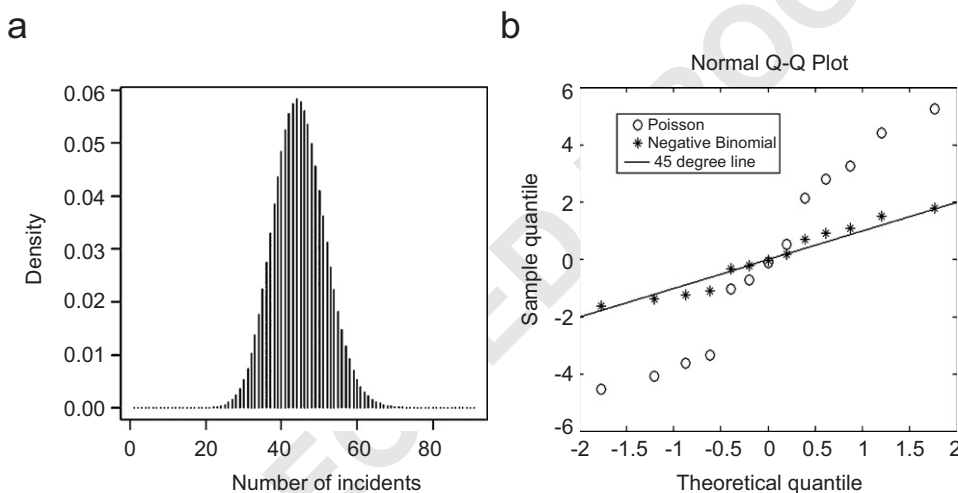 a
b
Normal Q-Q Plot
0.06
0.05
0.04
0.03
0.02
0.01
0.00
Density
0
20
40
60
80
Number of incidents
6
4
2
0
-2
-4
-6
Sample quantile
Poisson
Negative Binomial
45 degree line
-2
-1.5
-1
-0.5
0
0.5
1
1.5
2
Theoretical quantile